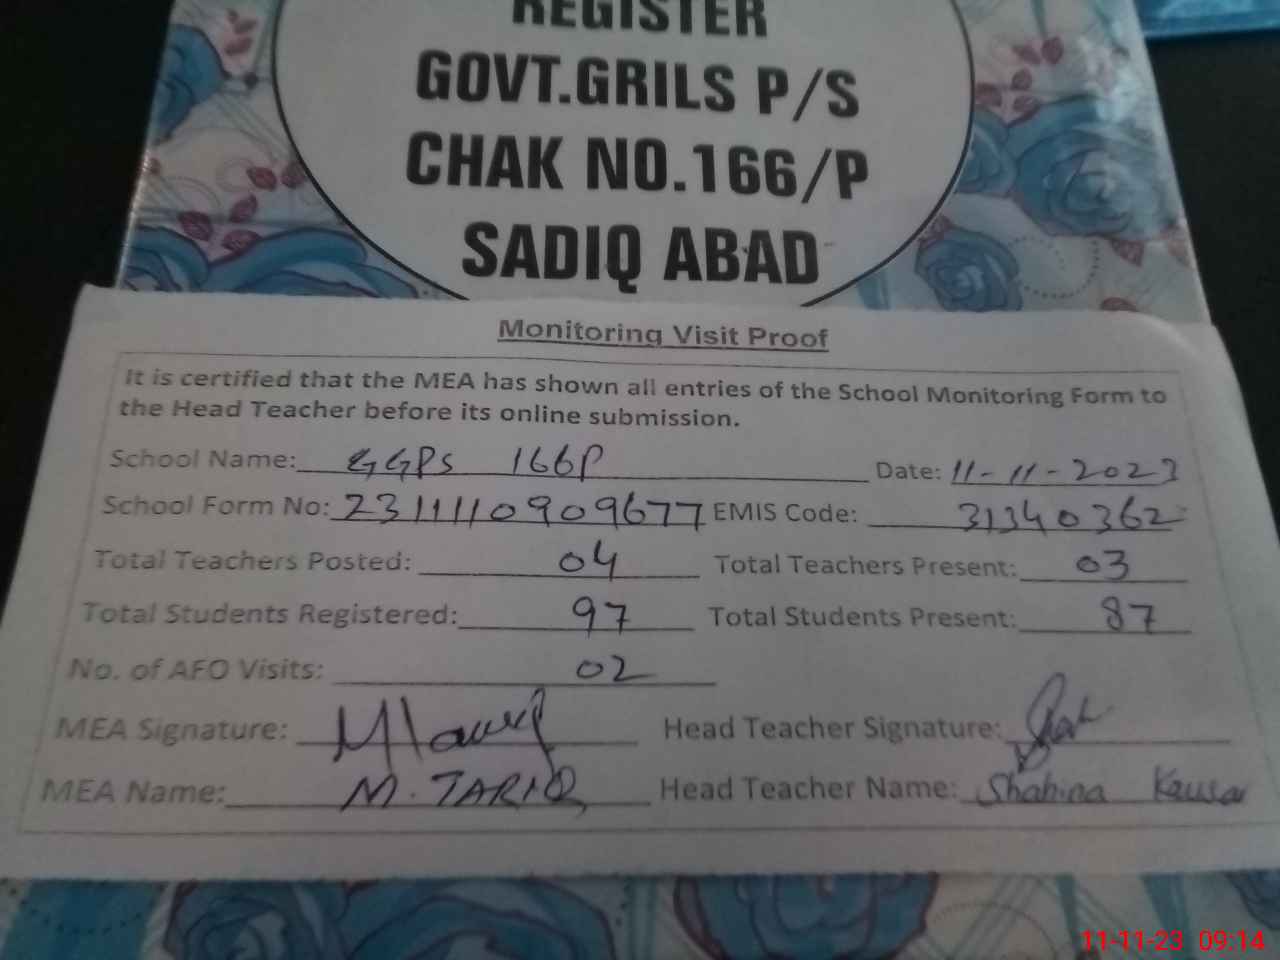 REGISTER
GOVT.GRILS P/S
CHAK NO.166/P
SADIQ ABAD
Monitoring Visit Proof
It is certified that the MEA has shown all entries of the School Monitoring Form to
the Head Teacher before its online submission.
School Name: GGPS 166P Date: 11-11-2023
School Form No: 2311110909677 EMIS Code: 31340362
Total Teachers Posted: 04 Total Teachers Present: 03
Total Students Registered: 97 Total Students Present: 87
No. of AFO Visits: 02
MEA Signature: Head Teacher Signature:
MEA Name: M. TARIQ Head Teacher Name: Shahina Kausar
11-11-23 09:14